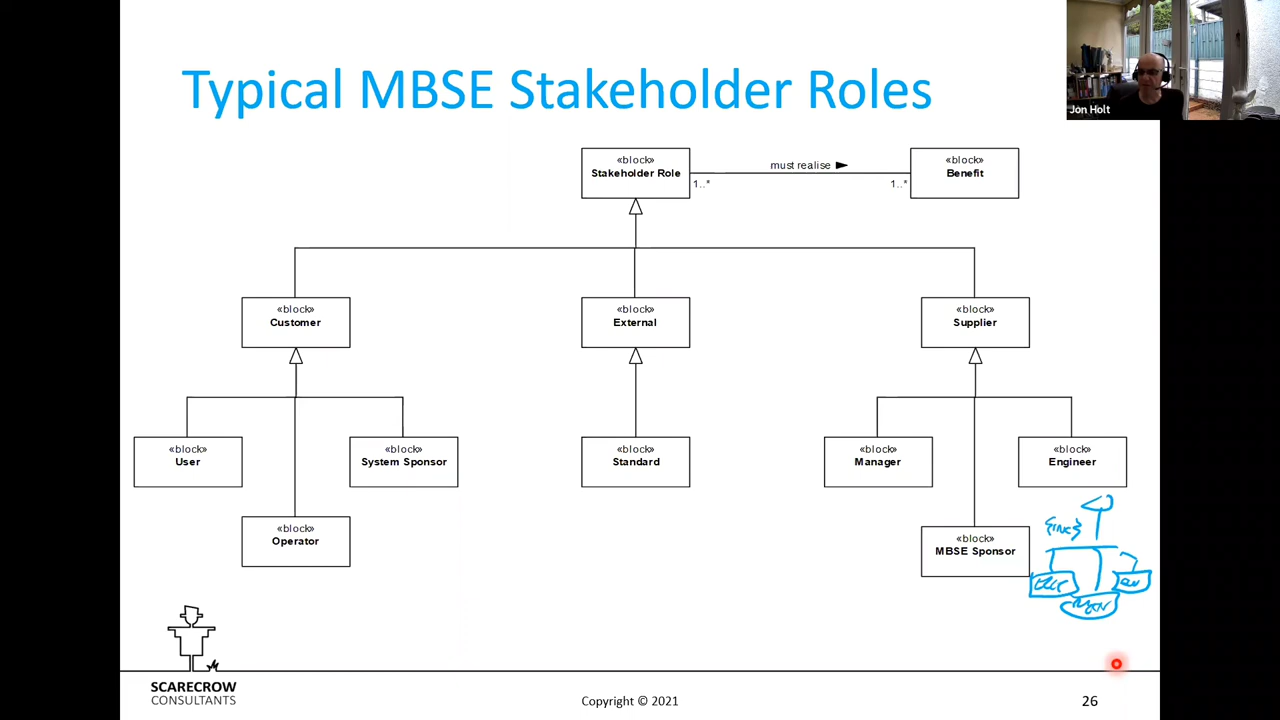 Typical MBSE Stakeholder Roles
Jon Holt
«block»
Stakeholder Role
must realise
1..*
1..*
«block»
Benefit
«block»
Customer
«block»
External
«block»
Supplier
«block»
User
«block»
System Sponsor
«block»
Standard
«block»
Manager
«block»
Engineer
«block»
Operator
«block»
MBSE Sponsor
SCARECROW
CONSULTANTS
Copyright © 2021
26